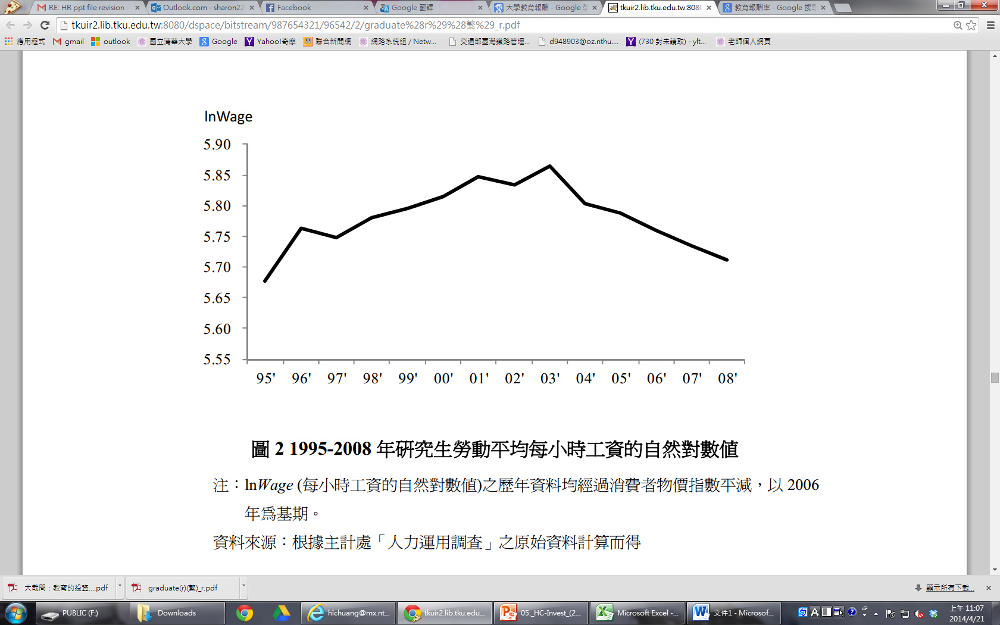 RE: HR ppt file revision -
Outlook.com - sharon22
Facebook
Google 翻譯
大學教育報酬 - Google 學
tkuir2.lib.tku.edu.tw:8080
教育報酬率 - Google 搜尋
tkuir2.lib.tku.edu.tw:8080/dspace/bitstream/987654321/96542/2/graduate%28r%29%28繁%29_r.pdf
應用程式 gmail outlook 國立清華大學 Google Yahoo!奇摩 聯合新聞網 網路系統組 / Netw... 交通部臺灣鐵路管理... d948903@oz.nthu.... (730 封未讀取) - ylt... 老師個人網頁
lnWage
5.90
5.85
5.80
5.75
5.70
5.65
5.60
5.55
95' 96' 97' 98' 99' 00' 01' 02' 03' 04' 05' 06' 07' 08'
圖 2 1995-2008 年研究生勞動平均每小時工資的自然對數值
注：lnWage (每小時工資的自然對數值)之歷年資料均經過消費者物價指數平減，以 2006
年為基期。
資料來源：根據主計處「人力運用調查」之原始資料計算而得
大哉問：教育的投資....pdf
graduate(r)(繁)_r.pdf
顯示所有下載...
PUBLIC (F:)
Downloads
hlchuang@mx.nt...
tkuir2.lib.tku.edu...
05._HC-Invest_(2...
Microsoft Excel -...
文件1 - Microsof...
上午 11:07
2014/4/21